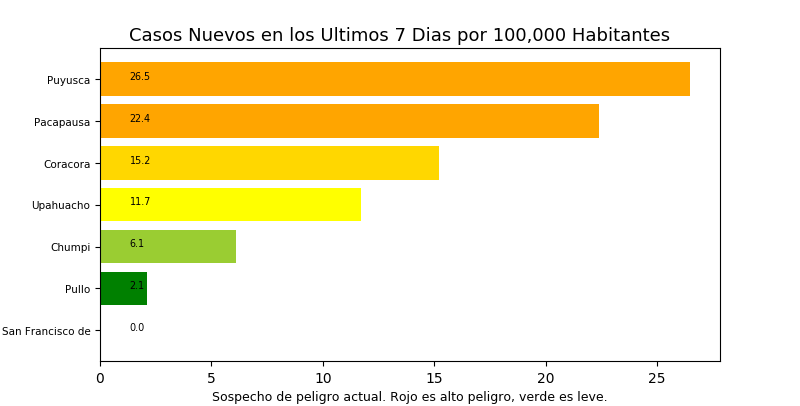 Casos Nuevos en los Ultimos 7 Dias por 100,000 Habitantes
Puyusca 26.5
Pacapausa 22.4
Coracora 15.2
Upahuacho 11.7
Chumpi 6.1
Pullo 2.1
San Francisco de 0.0
0 5 10 15 20 25
Sospecho de peligro actual. Rojo es alto peligro, verde es leve.